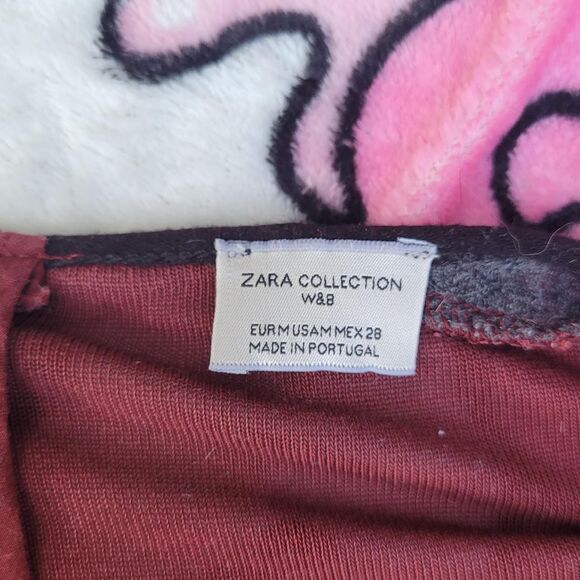 ZARA COLLECTION
W&B
EUR M USA M MEX 28
MADE IN PORTUGAL